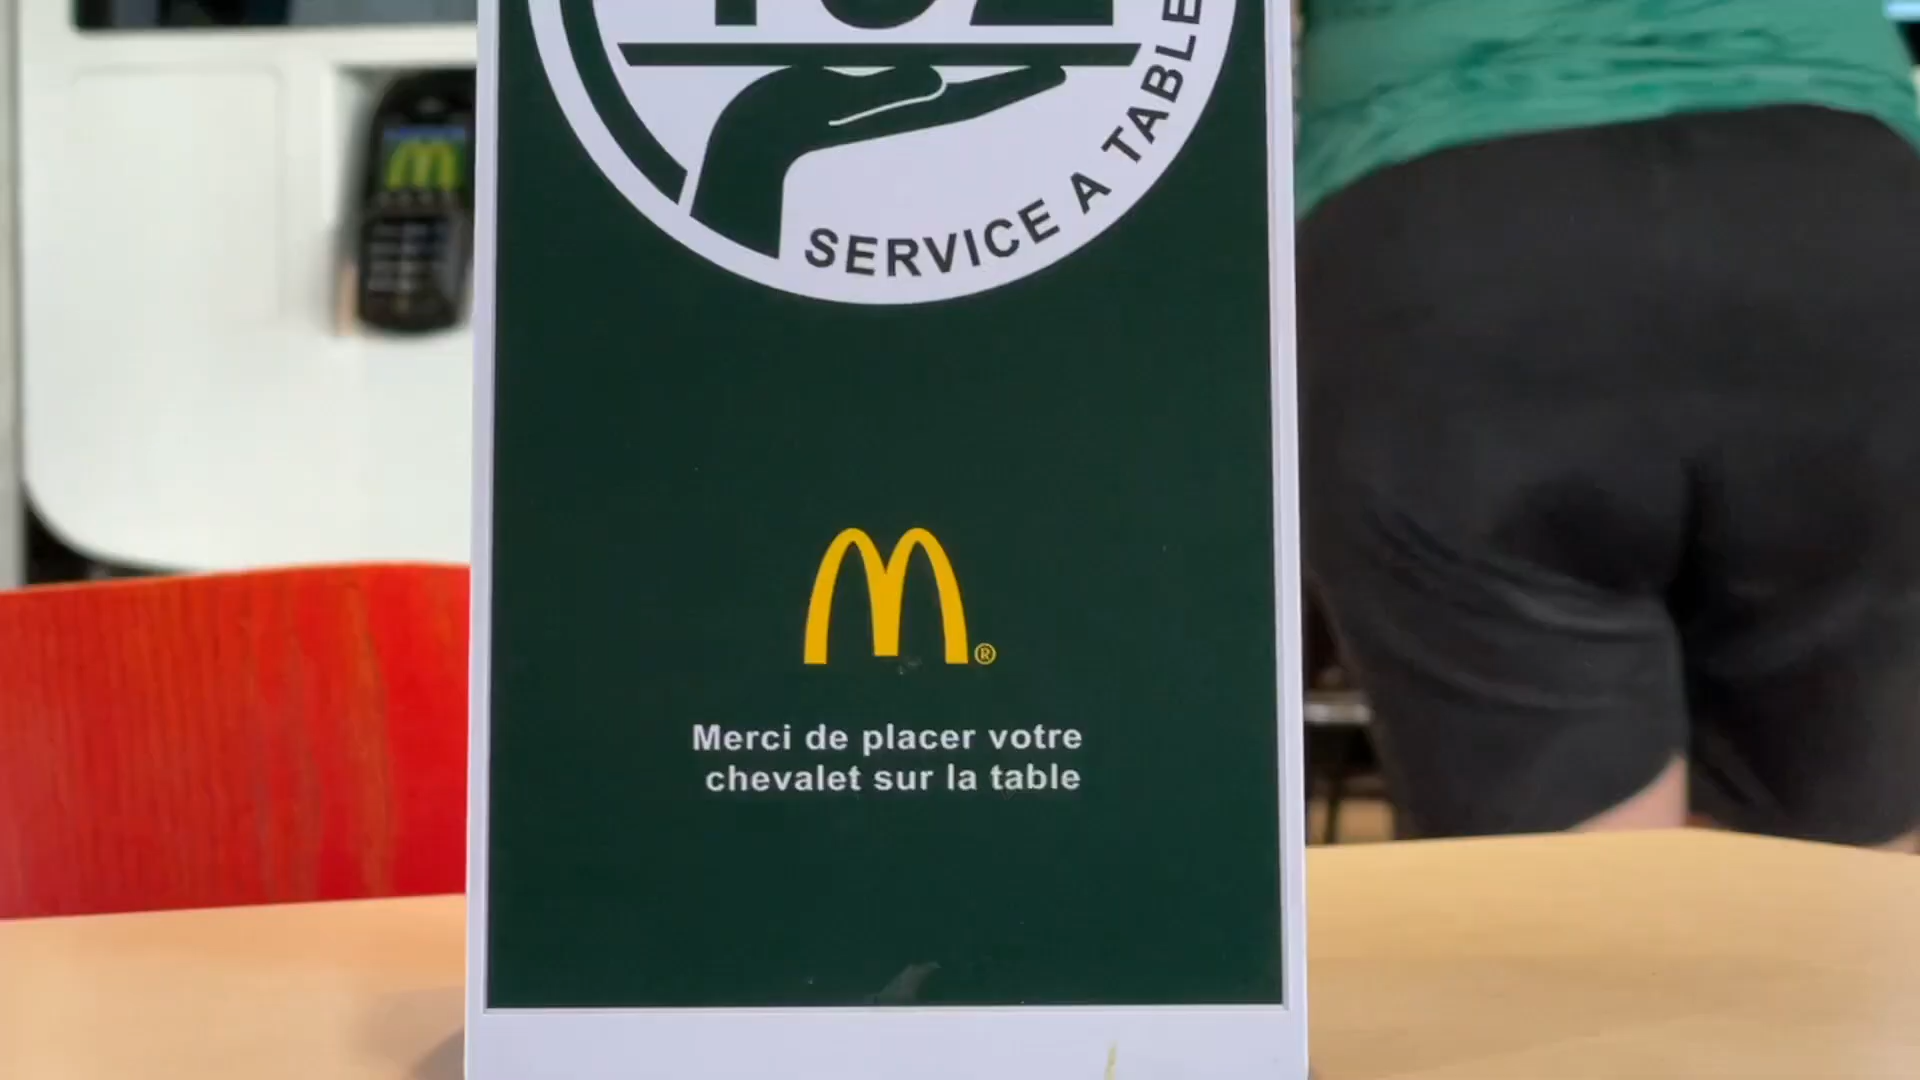 SERVICE A TABLE
Merci de placer votre
chevalet sur la table